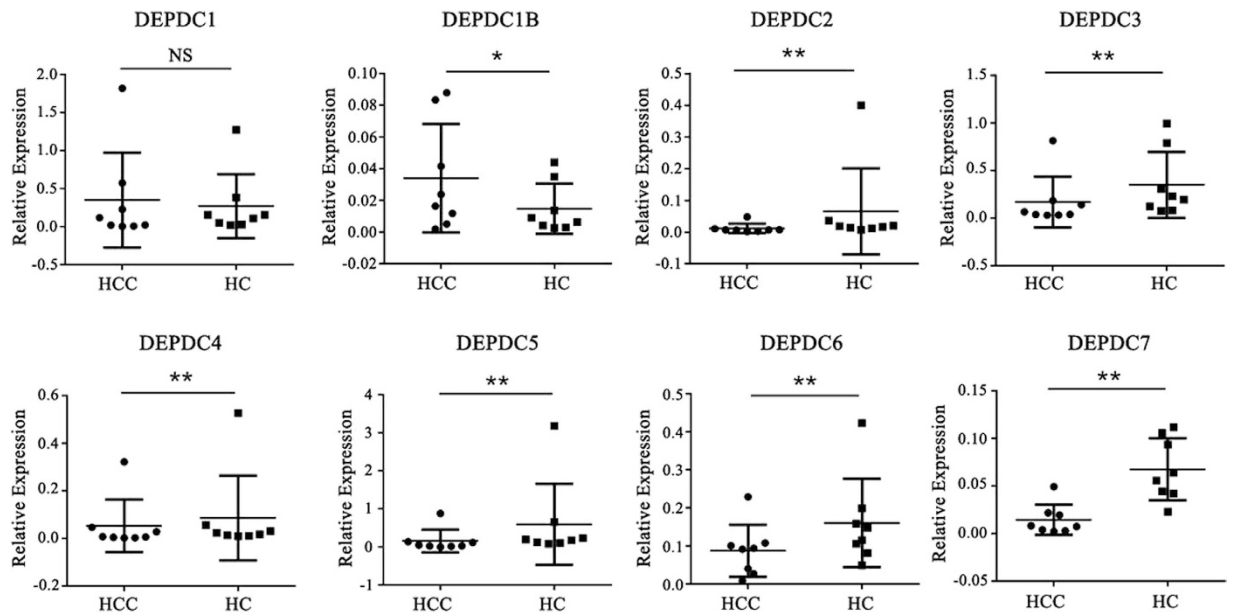 DEPDC1
NS
Relative Expression
2.0
1.5
1.0
0.5
0.0
-0.5
HCC HC
DEPDC1B
*
Relative Expression
0.10
0.08
0.06
0.04
0.02
0.00
-0.02
HCC HC
DEPDC2
**
Relative Expression
0.5
0.4
0.3
0.2
0.1
0.0
-0.1
HCC HC
DEPDC3
**
Relative Expression
1.5
1.0
0.5
0.0
-0.5
HCC HC
DEPDC4
**
Relative Expression
0.6
0.4
0.2
0.0
-0.2
HCC HC
DEPDC5
**
Relative Expression
4
3
2
1
0
-1
HCC HC
DEPDC6
**
Relative Expression
0.5
0.4
0.3
0.2
0.1
0.0
HCC HC
DEPDC7
**
Relative Expression
0.15
0.10
0.05
0.00
-0.05
HCC HC